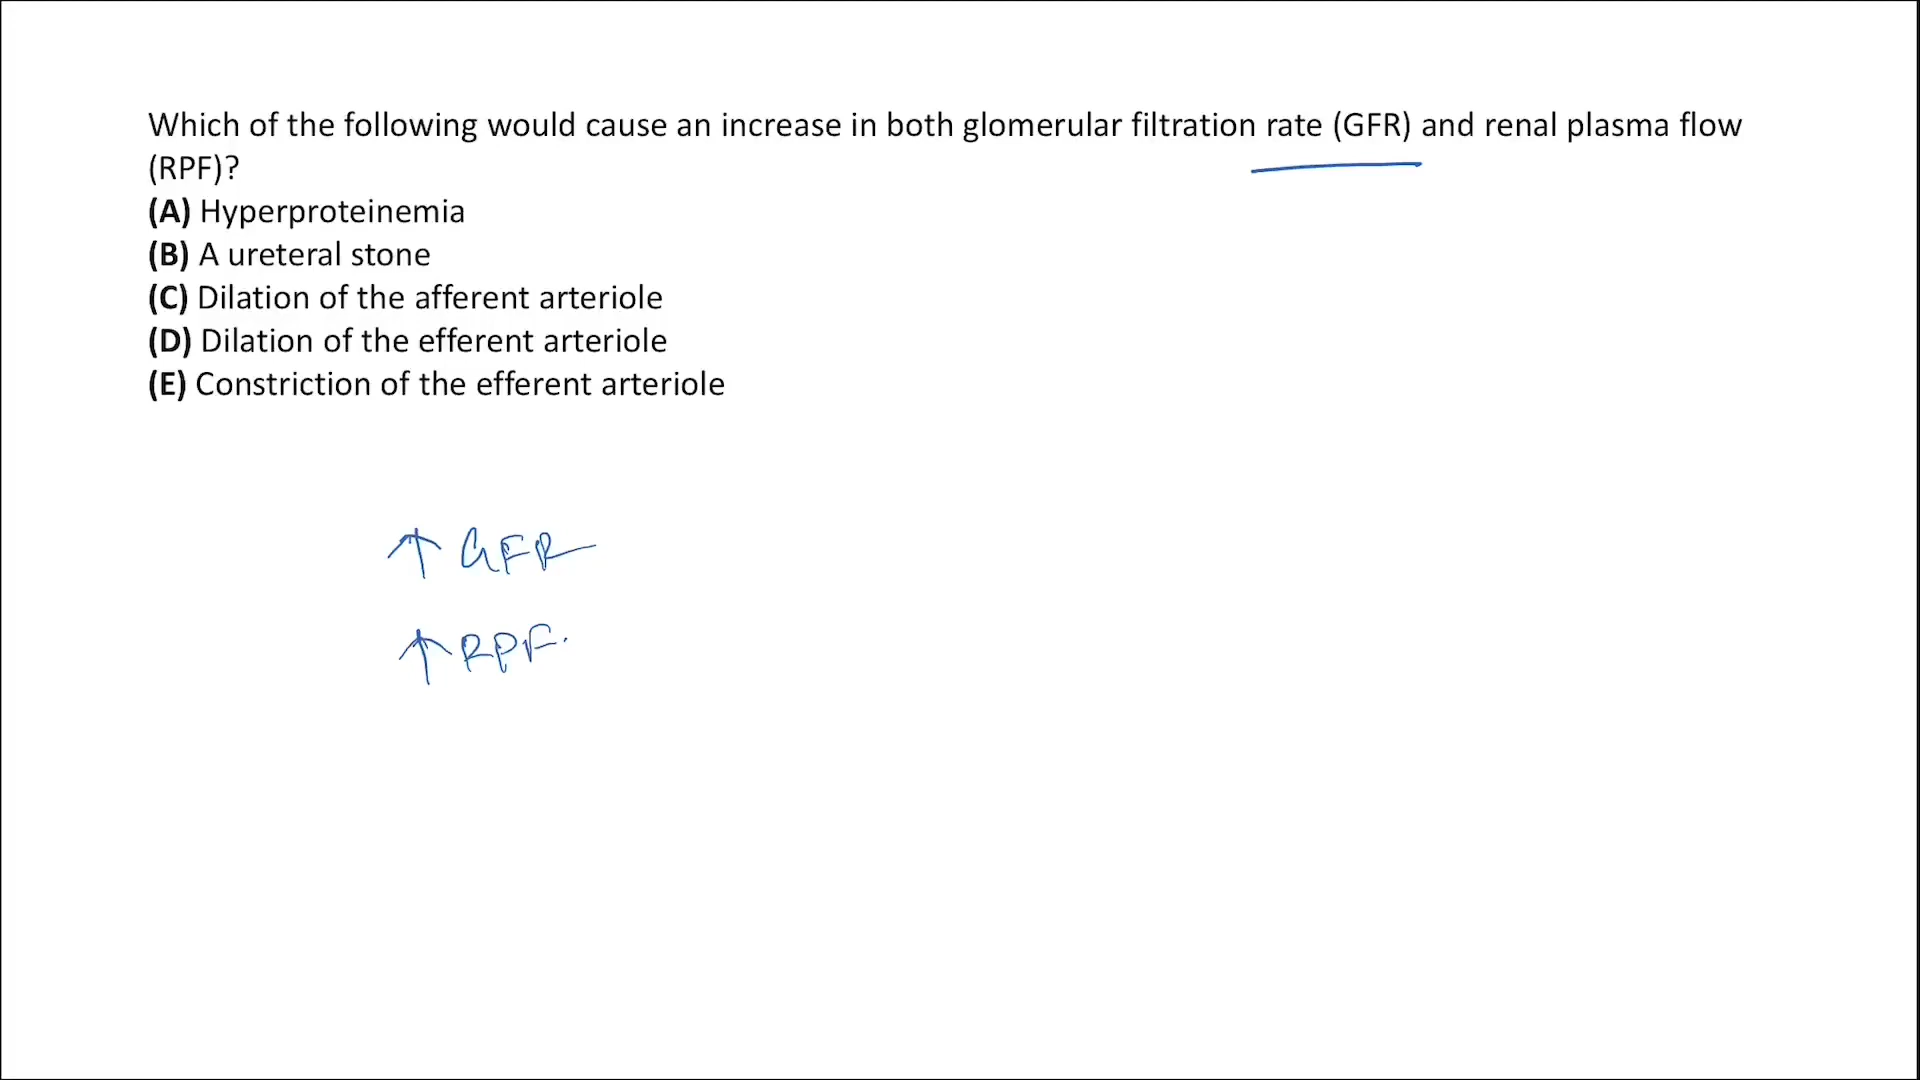 Which of the following would cause an increase in both glomerular filtration rate (GFR) and renal plasma flow
(RPF)?
(A) Hyperproteinemia
(B) A ureteral stone
(C) Dilation of the afferent arteriole
(D) Dilation of the efferent arteriole
(E) Constriction of the efferent arteriole
↑ GFR
↑ RPF.